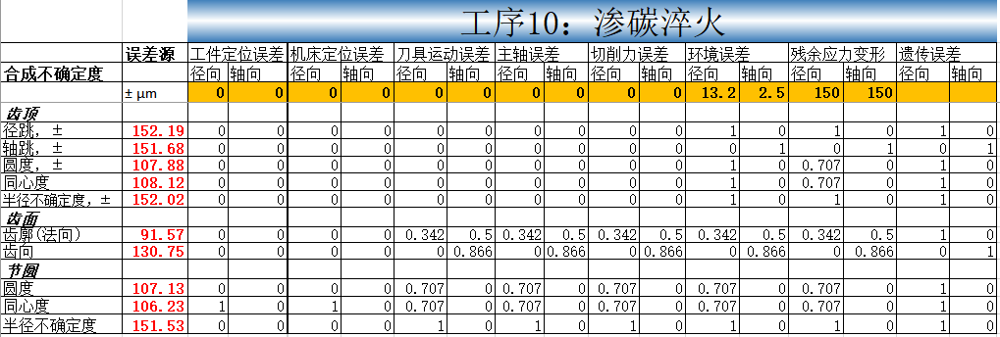 工序10：渗碳淬火
误差源 工件定位误差 机床定位误差 刀具运动误差 主轴误差 切削力误差 环境误差 残余应力变形 遗传误差
合成不确定度 径向 轴向 径向 轴向 径向 轴向 径向 轴向 径向 轴向 径向 轴向 径向 轴向 径向 轴向
± μm 0 0 0 0 0 0 0 0 0 0 13.2 2.5 150 150
齿顶
径跳，± 152.19 0 0 0 0 0 0 0 0 0 0 1 0 1 0 1 0
轴跳，± 151.68 0 0 0 0 0 0 0 0 0 0 0 1 0 1 0 1
圆度，± 107.88 0 0 0 0 0 0 0 0 0 0 1 0 0.707 0 1 0
同心度 108.12 0 0 0 0 0 0 0 0 0 0 1 0 0.707 0 1 0
半径不确定度，± 152.02 0 0 0 0 0 0 0 0 0 0 1 0 1 0 1 0
齿面
齿廓(法向) 91.57 0 0 0 0 0.342 0.5 0.342 0.5 0.342 0.5 0.342 0.5 0.342 0.5 1 0
齿向 130.75 0 0 0 0 0 0.866 0 0.866 0 0.866 0 0.866 0 0.866 0 1
节圆
圆度 107.13 0 0 0 0 0.707 0 0.707 0 0.707 0 0.707 0 0.707 0 1 0
同心度 106.23 1 0 1 0 0.707 0 0.707 0 0.707 0 0.707 0 0.707 0 1 0
半径不确定度 151.53 0 0 0 0 1 0 1 0 1 0 1 0 1 0 1 0